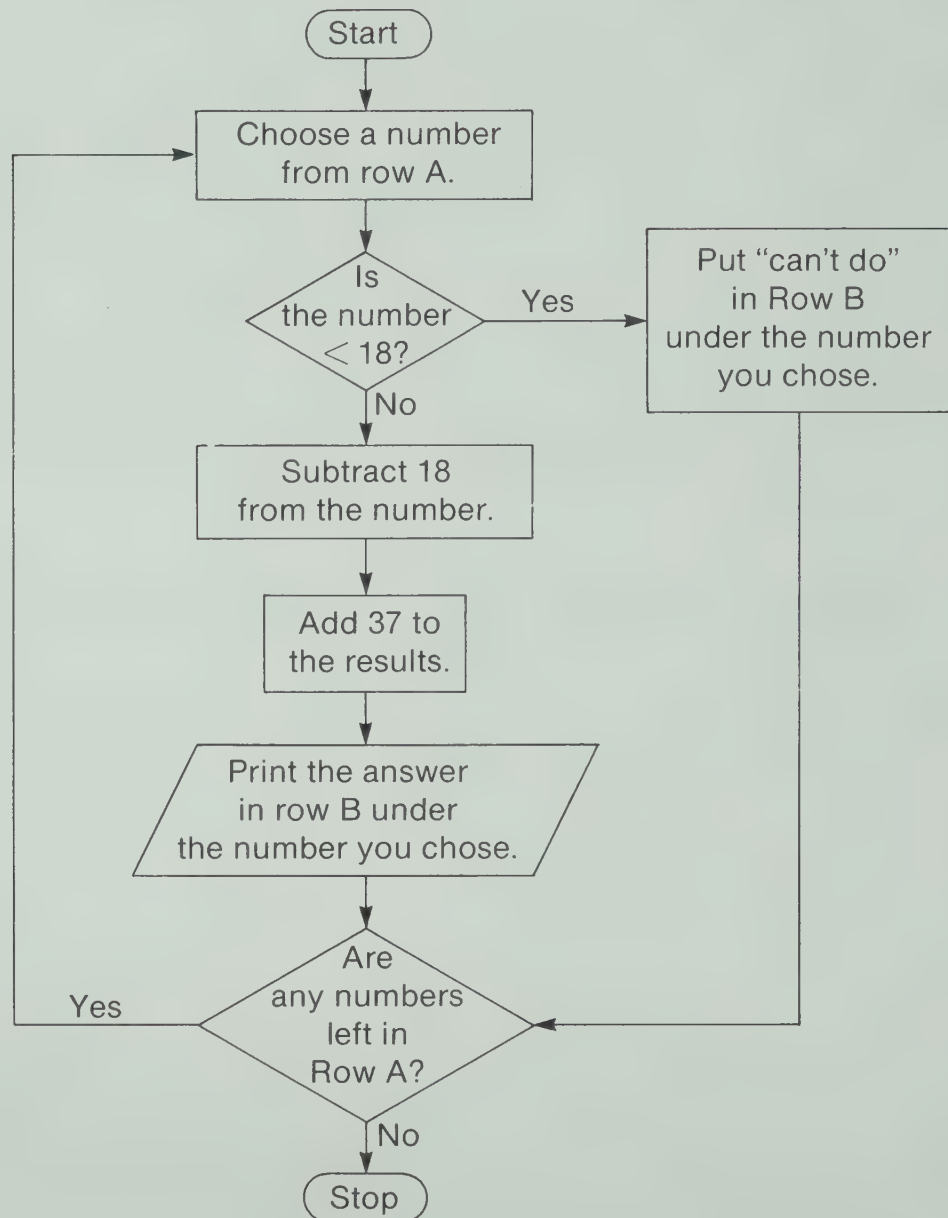 Start
Choose a number
from row A.
Is
the number
< 18?
Yes
Put “can't do”
in Row B
under the number
you chose.
No
Subtract 18
from the number.
Add 37 to
the results.
Print the answer
in row B under
the number you chose.
Are
any numbers
left in
Row A?
Yes
No
Stop